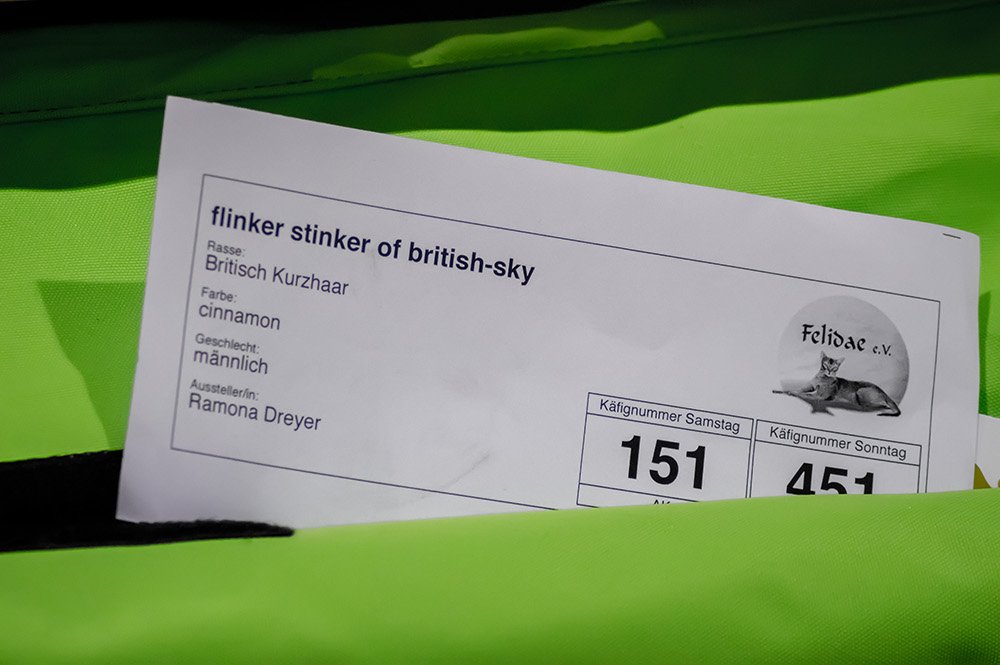 flinker stinker of british-sky
Rasse:
Britisch Kurzhaar
Farbe:
cinnamon
Geschlecht:
männlich
Aussteller/in:
Ramona Dreyer
Felidae e.V.
Käfignummer Samstag
151
Käfignummer Sonntag
451